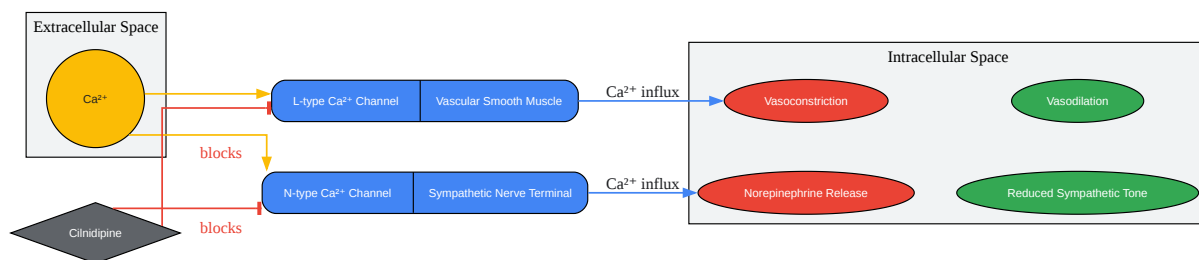 Extracellular Space
Intracellular Space
Ca²⁺
L-type Ca²⁺ Channel
Vascular Smooth Muscle
Ca²⁺ influx
Vasoconstriction
Vasodilation
blocks
N-type Ca²⁺ Channel
Sympathetic Nerve Terminal
Ca²⁺ influx
Norepinephrine Release
Reduced Sympathetic Tone
Cilnidipine
blocks